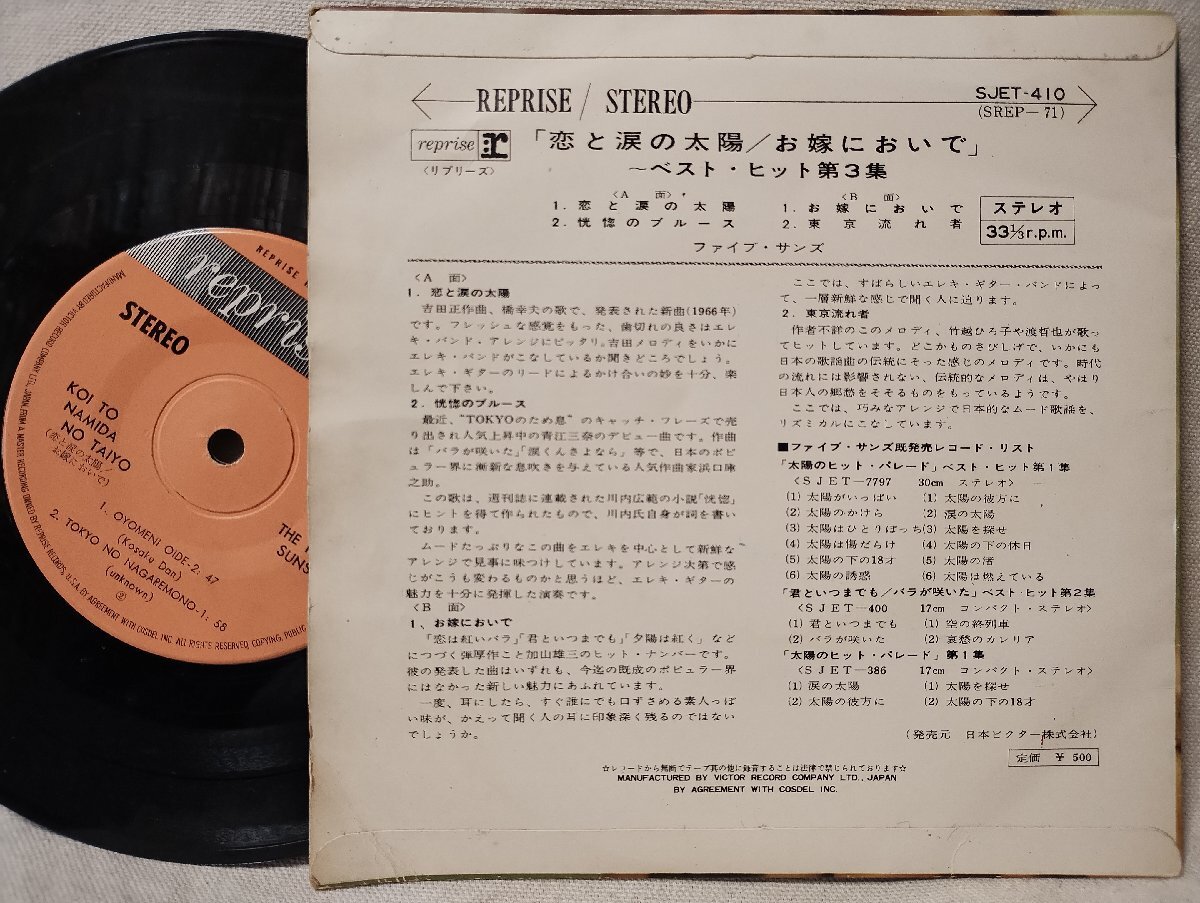 REPRISE / STEREO
SJET-410
(SREP-71)
reprise r
〈リプリーズ〉
「恋と涙の太陽／お嫁においで」
～ベスト・ヒット第3集
〈A 面〉
1. 恋と涙の太陽
2. 恍惚のブルース
〈B 面〉
1. お嫁においで
2. 東京流れ者
ファイブ・サンズ
ステレオ
33⅓r.p.m.
〈A 面〉
1. 恋と涙の太陽
吉田正作曲、橋幸夫の歌で、発表された新曲(1966年)
です。フレッシュな感覚をもった、歯切れの良さはエレ
キ・バンド・アレンジにピッタリ。吉田メロディをいかに
エレキ・バンドがこなしているか聞きどころでしょう。
エレキ・ギターのリードによるかけ合いの妙を十分、楽
しんで下さい。
2. 恍惚のブルース
最近、“TOKYOのため息”のキャッチ・フレーズで売
り出され人気上昇中の青江三奈のデビュー曲です。作曲
は「バラが咲いた」「涙くんさよなら」等で、日本のポピ
ュラー界に漸新な息吹きを与えている人気作曲家浜口庫
之助。
この歌は、週刊誌に連載された川内広範の小説「恍惚」
にヒントを得て作られたもので、川内氏自身が詞を書い
ております。
ムードたっぷりなこの曲をエレキを中心として新鮮な
アレンジで見事に味つけしています。アレンジ次第で感
じがこうも変わるものかと思うほど、エレキ・ギターの
魅力を十分に発揮した演奏です。
〈B 面〉
1、お嫁において
「恋は紅いバラ」「君といつまでも」「夕陽は紅く」など
につづく弾厚作こと加山雄三のヒット・ナンバーです。
彼の発表した曲はいずれも、今迄の既成のポピュラー界
にはなかった新しい魅力にあふれています。
一度、耳にしたら、すぐ誰にでも口ずさめる素人っぽ
い味が、かえって聞く人の耳に印象深く残るのではない
でしょうか。
ここでは、すばらしいエレキ・ギター・バンドによっ
て、一層新鮮な感じで聞く人に迫ります。
2. 東京流れ者
作者不詳のこのメロディ、竹越ひろ子や渡哲也が歌っ
てヒットしています。どこかものさびしげで、いかにも
日本の歌謡曲の伝統にそった感じのメロディです。時代
の流れには影響されない、伝統的なメロディは、やはり
日本人の郷愁をそそるものをもっているようです。
ここでは、巧みなアレンジで日本的なムード歌謡を、
リズミカルにこなしています。
■ファイブ・サンズ既発売レコード・リスト
「太陽のヒット・パレード」ベスト・ヒット第1集
〈SJET-7797 30cm ステレオ〉
(1) 太陽がいっぱい (1) 太陽の彼方に
(2) 太陽のかけら (2) 涙の太陽
(3) 太陽はひとりぼっち (3) 太陽を探せ
(4) 太陽は傷だらけ (4) 太陽の下の休日
(5) 太陽の下の18才 (5) 太陽の渚
(6) 太陽の誘惑 (6) 太陽は燃えている
「君といつまでも／バラが咲いた」ベスト・ヒット第2集
〈SJET-400 17cm コンパクト・ステレオ〉
(1) 君といつまでも (1) 空の終列車
(2) バラが咲いた (2) 哀愁のカレリア
「太陽のヒット・パレード」第1集
〈SJET-386 17cm コンパクト・ステレオ〉
(1) 涙の太陽 (1) 太陽を探せ
(2) 太陽の彼方に (2) 太陽の下の18才
(発売元 日本ビクター株式会社)
定価 ￥500
☆レコードから無断でテープ其の他に録音することは法律で禁じられております☆
MANUFACTURED BY VICTOR RECORD COMPANY LTD., JAPAN
BY AGREEMENT WITH COSDEL INC.
reprise
STEREO
KOI TO
NAMIDA
NO TAIYO
(恋と涙の太陽／
お嫁においで)
1. OYOMENI OIDE-2:47
(Kosaku Dan)
2. TOKYO NO NAGAREMONO-1:58
(unknown)
②
THE
SUNS
MANUFACTURED BY VICTOR RECORD COMPANY LTD., JAPAN, FROM A MASTER RECORDING OWNED BY REPRISE RECORDS, U.S.A. BY AGREEMENT WITH COSDEL INC. ALL RIGHTS RESERVED, COPYING, PUBLIC